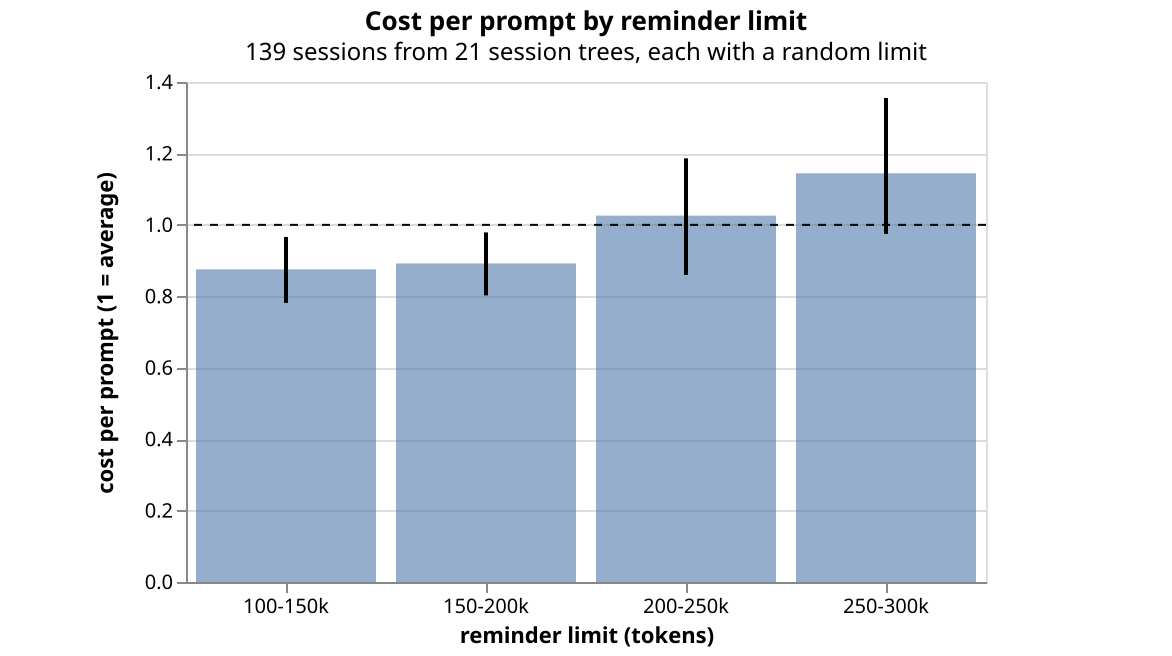 Cost per prompt by reminder limit
139 sessions from 21 session trees, each with a random limit
cost per prompt (1 = average)
1.4
1.2
1.0
0.8
0.6
0.4
0.2
0.0
100-150k
150-200k
200-250k
250-300k
reminder limit (tokens)